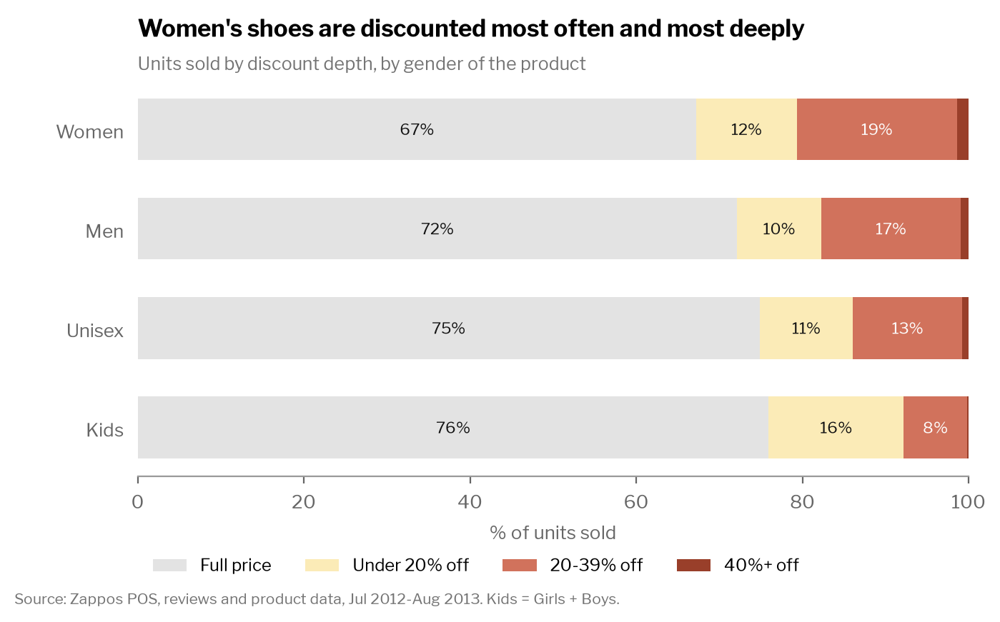 Women's shoes are discounted most often and most deeply
Units sold by discount depth, by gender of the product
Women 67% 12% 19%
Men 72% 10% 17%
Unisex 75% 11% 13%
Kids 76% 16% 8%
0 20 40 60 80 100
% of units sold
Full price Under 20% off 20-39% off 40%+ off
Source: Zappos POS, reviews and product data, Jul 2012-Aug 2013. Kids = Girls + Boys.